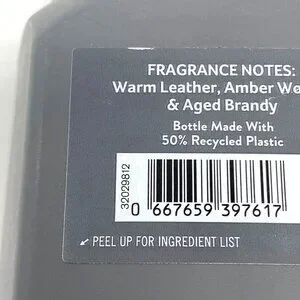 FRAGRANCE NOTES:
Warm Leather, Amber
& Aged Brandy
Bottle Made With
50% Recycled Plastic
32029812
0 667659 397617
↙ PEEL UP FOR INGREDIENT LIST